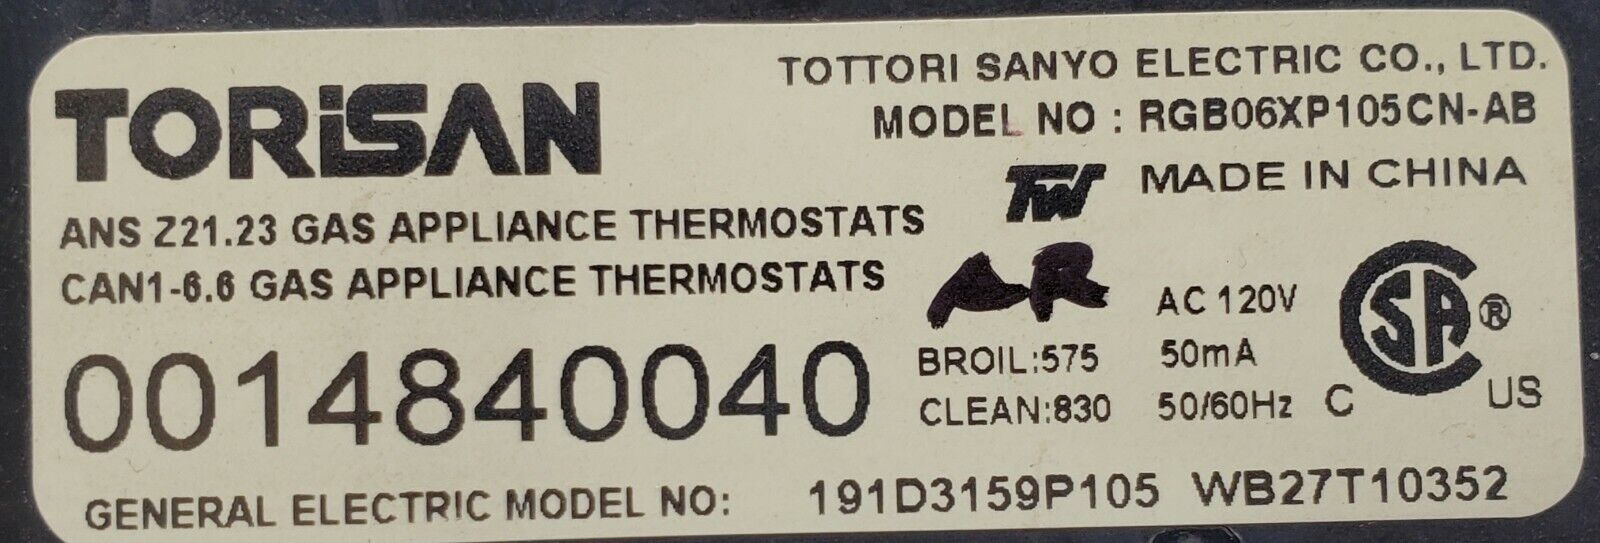 TORiSAN
TOTTORI SANYO ELECTRIC CO., LTD.
MODEL NO : RGB06XP105CN-AB
TW MADE IN CHINA
ANS Z21.23 GAS APPLIANCE THERMOSTATS
CAN1-6.6 GAS APPLIANCE THERMOSTATS
A-R
0014840040
BROIL:575
CLEAN:830
AC 120V
50mA
50/60Hz
C SA ® US
GENERAL ELECTRIC MODEL NO: 191D3159P105 WB27T10352